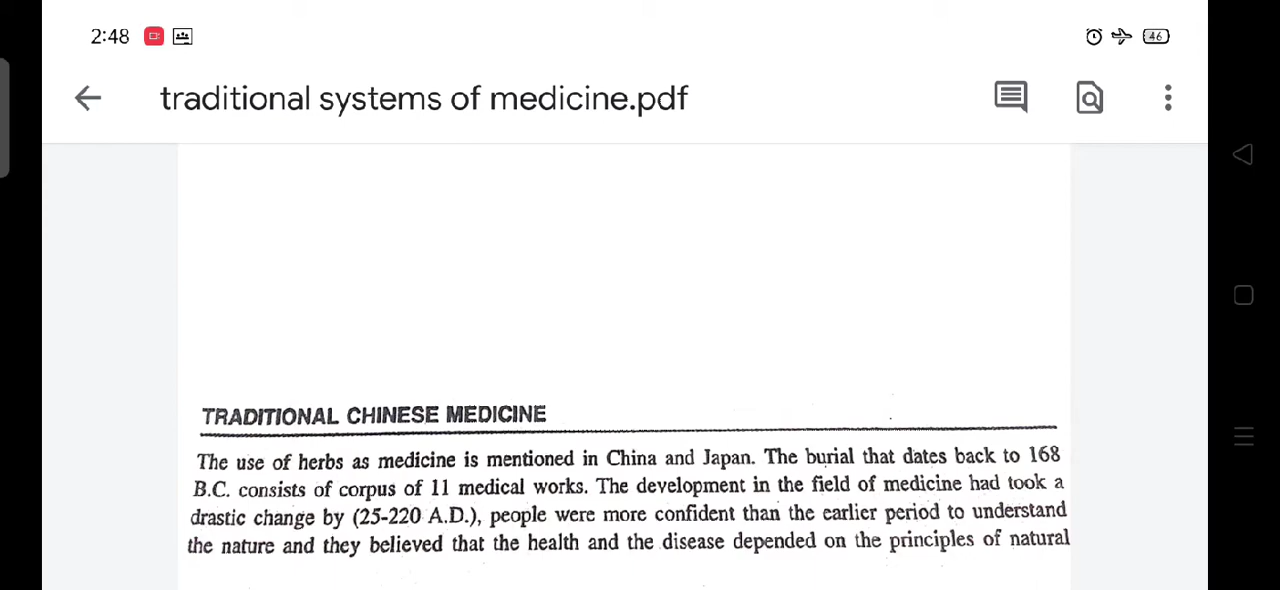 2:48
46
traditional systems of medicine.pdf
TRADITIONAL CHINESE MEDICINE
The use of herbs as medicine is mentioned in China and Japan. The burial that dates back to 168
B.C. consists of corpus of 11 medical works. The development in the field of medicine had took a
drastic change by (25-220 A.D.), people were more confident than the earlier period to understand
the nature and they believed that the health and the disease depended on the principles of natural